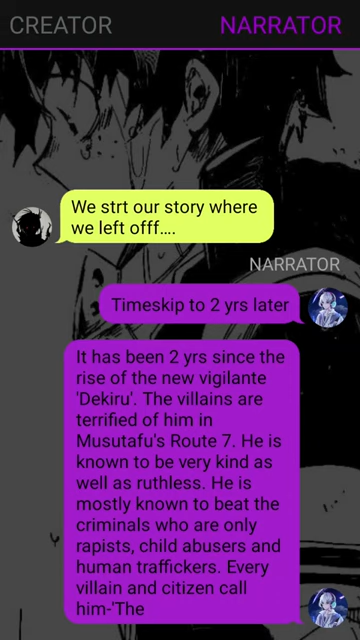 CREATOR NARRATOR
We strt our story where
we left offf....
NARRATOR
Timeskip to 2 yrs later
It has been 2 yrs since the
rise of the new vigilante
'Dekiru'. The villains are
terrified of him in
Musutafu's Route 7. He is
known to be very kind as
well as ruthless. He is
mostly known to beat the
criminals who are only
rapists, child abusers and
human traffickers. Every
villain and citizen call
him-'The